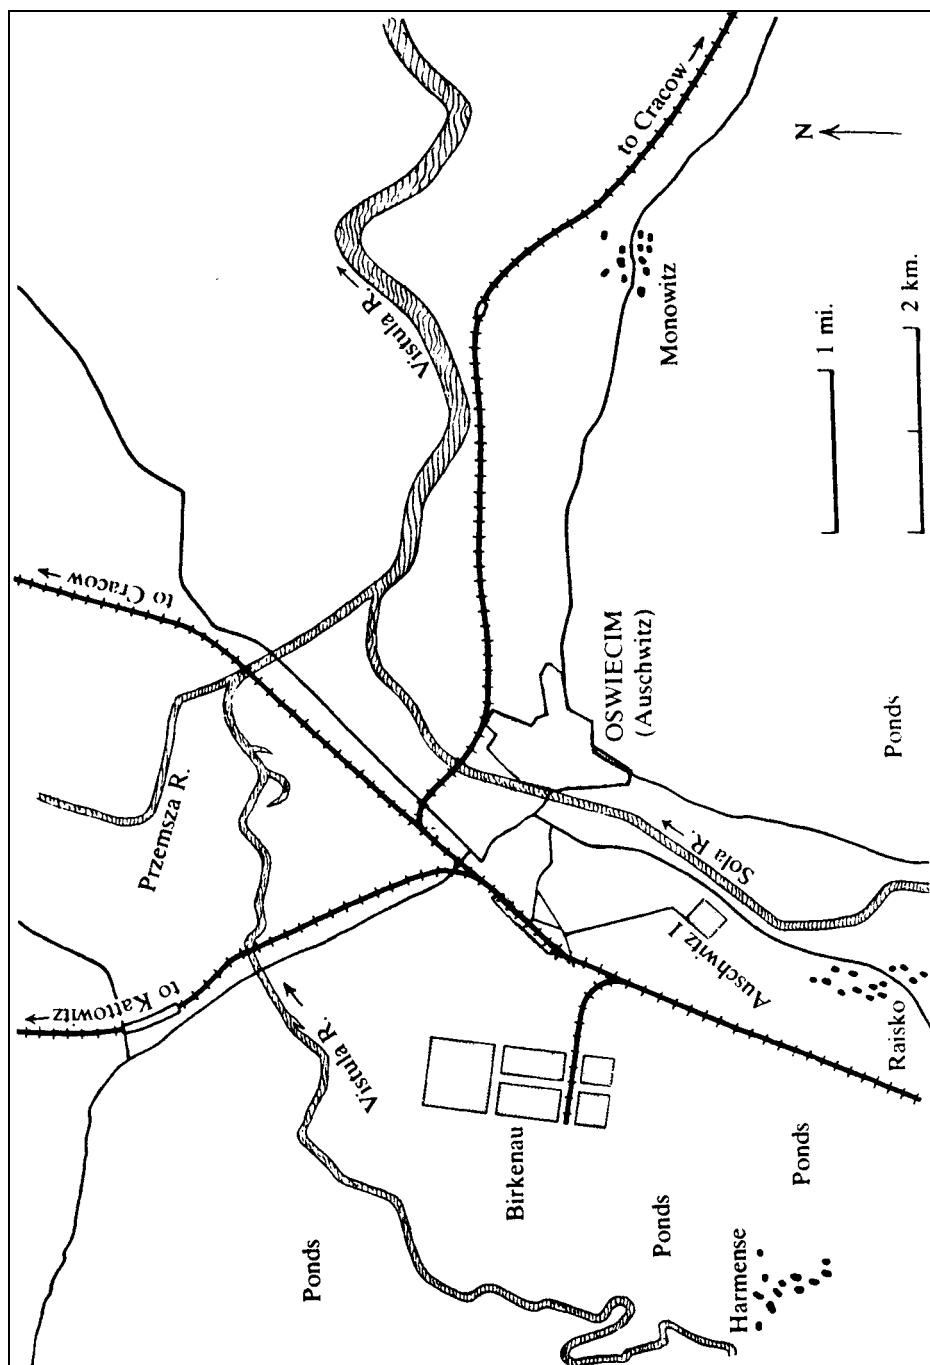 to Cracow →
N
Vistula R. →
1 mi.
2 km.
Monowitz
to Cracow →
OSWIECIM
(Auschwitz)
Ponds
Przemsza R.
Sola R. →
to Kattowitz →
Auschwitz I
Vistula R. →
Raisko
Birkenau
Ponds
Ponds
Ponds
Harmense